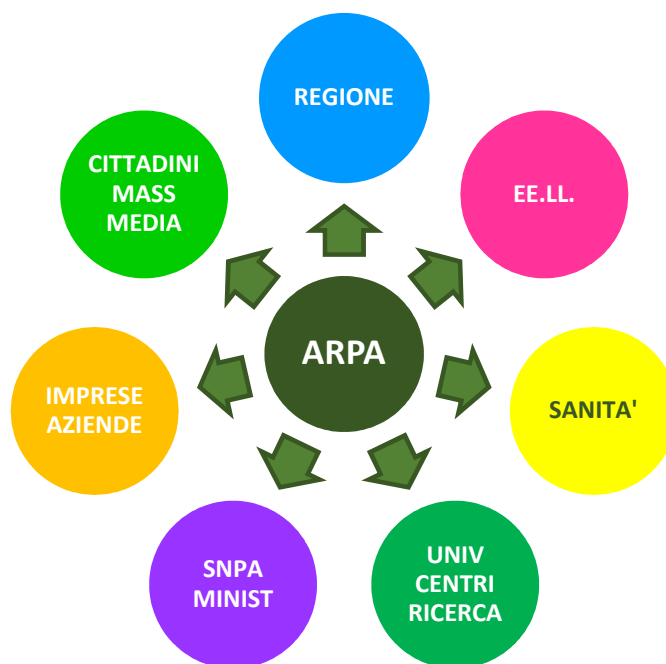 REGIONE
EE.LL.
SANITA'
UNIV
CENTRI
RICERCA
SNPA
MINIST
IMPRESE
AZIENDE
CITTADINI
MASS
MEDIA
ARPA